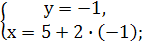 y = −1,
x = 5 + 2 · (−1);